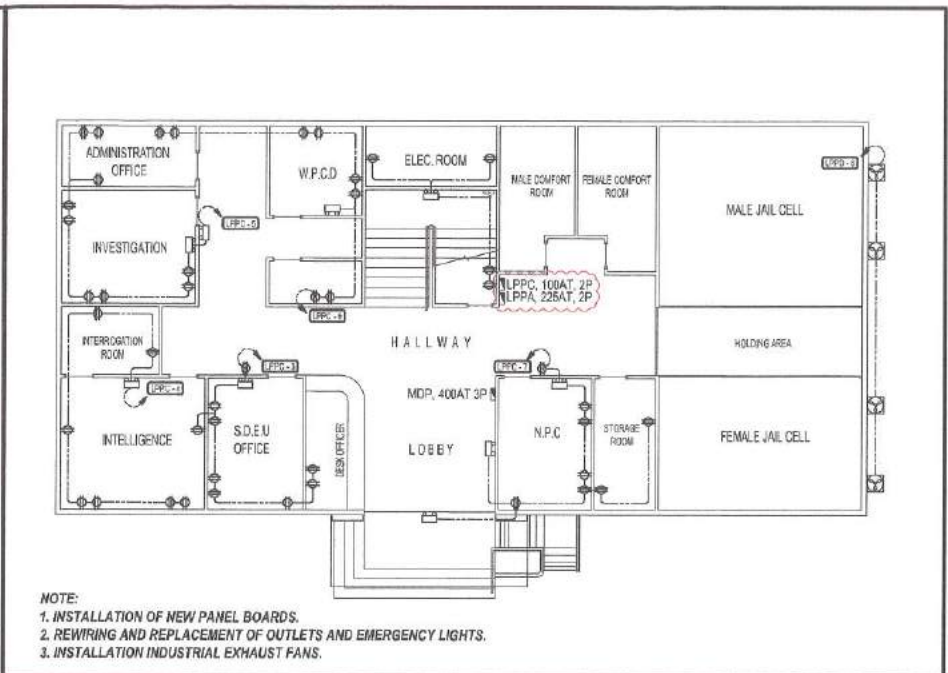 ADMINISTRATION
OFFICE
W.P.C.D
ELEC. ROOM
MALE COMFORT
ROOM
FEMALE COMFORT
ROOM
MALE JAIL CELL
INVESTIGATION
LPPC, 100AT, 2P
LPPA, 225AT, 2P
INTERROGATION
ROOM
HALLWAY
HOLDING AREA
LPPC - 7
MDP, 400AT 3P
INTELLIGENCE
S.D.E.U
OFFICE
DESK OFFICER
LOBBY
N.P.C
STORAGE
ROOM
FEMALE JAIL CELL
NOTE:
1. INSTALLATION OF NEW PANEL BOARDS.
2. REWIRING AND REPLACEMENT OF OUTLETS AND EMERGENCY LIGHTS.
3. INSTALLATION INDUSTRIAL EXHAUST FANS.